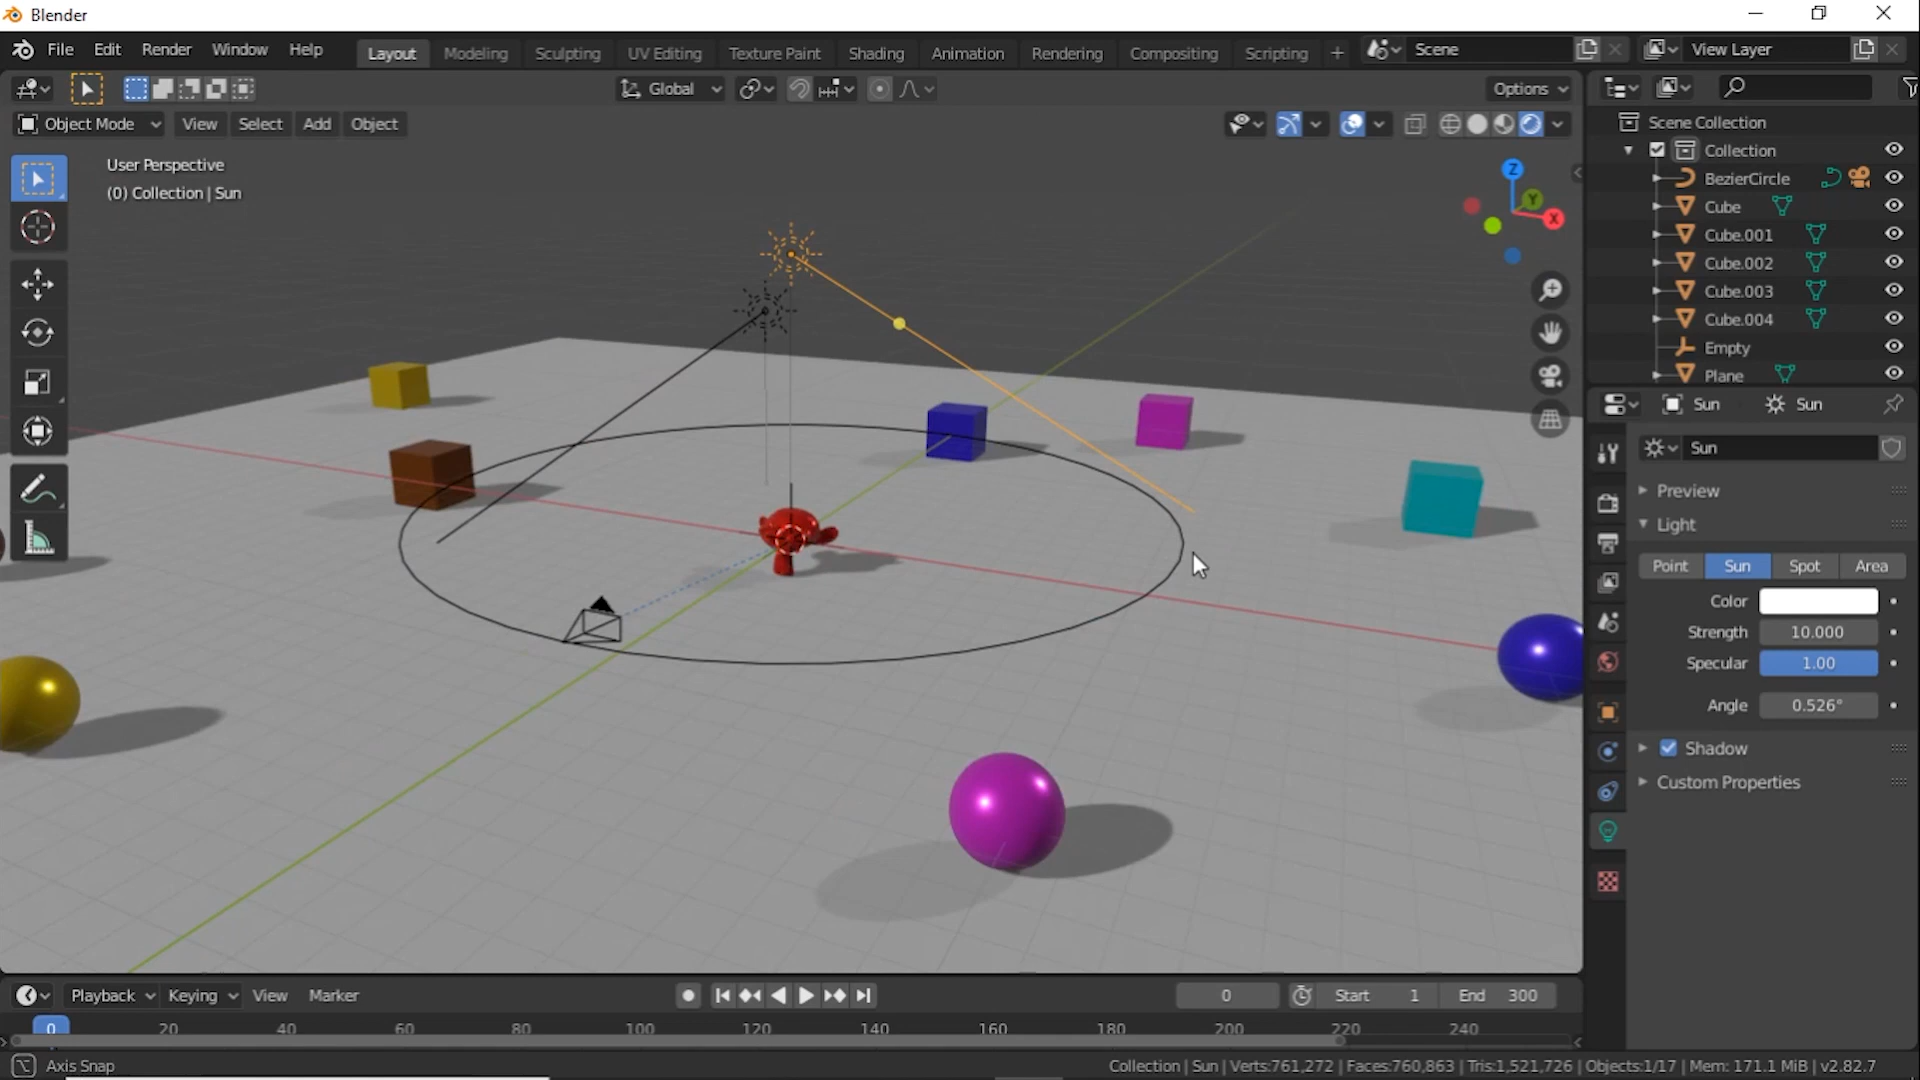 Blender
File Edit Render Window Help Layout Modeling Sculpting UV Editing Texture Paint Shading Animation Rendering Compositing Scripting + Scene View Layer
Global Options
Object Mode View Select Add Object
User Perspective
(0) Collection | Sun
Z
Y
X
Scene Collection
Collection
BezierCircle
Cube
Cube.001
Cube.002
Cube.003
Cube.004
Empty
Plane
Sun Sun
Sun
Preview
Light
Point Sun Spot Area
Color
Strength 10.000
Specular 1.00
Angle 0.526°
Shadow
Custom Properties
Playback Keying View Marker 0 Start 1 End 300
0 20 40 60 80 100 120 140 160 180 200 220 240
Axis Snap Collection | Sun | Verts:761,272 | Faces:760,863 | Tris:1,521,726 | Objects:1/17 | Mem: 171.1 MiB | v2.82.7